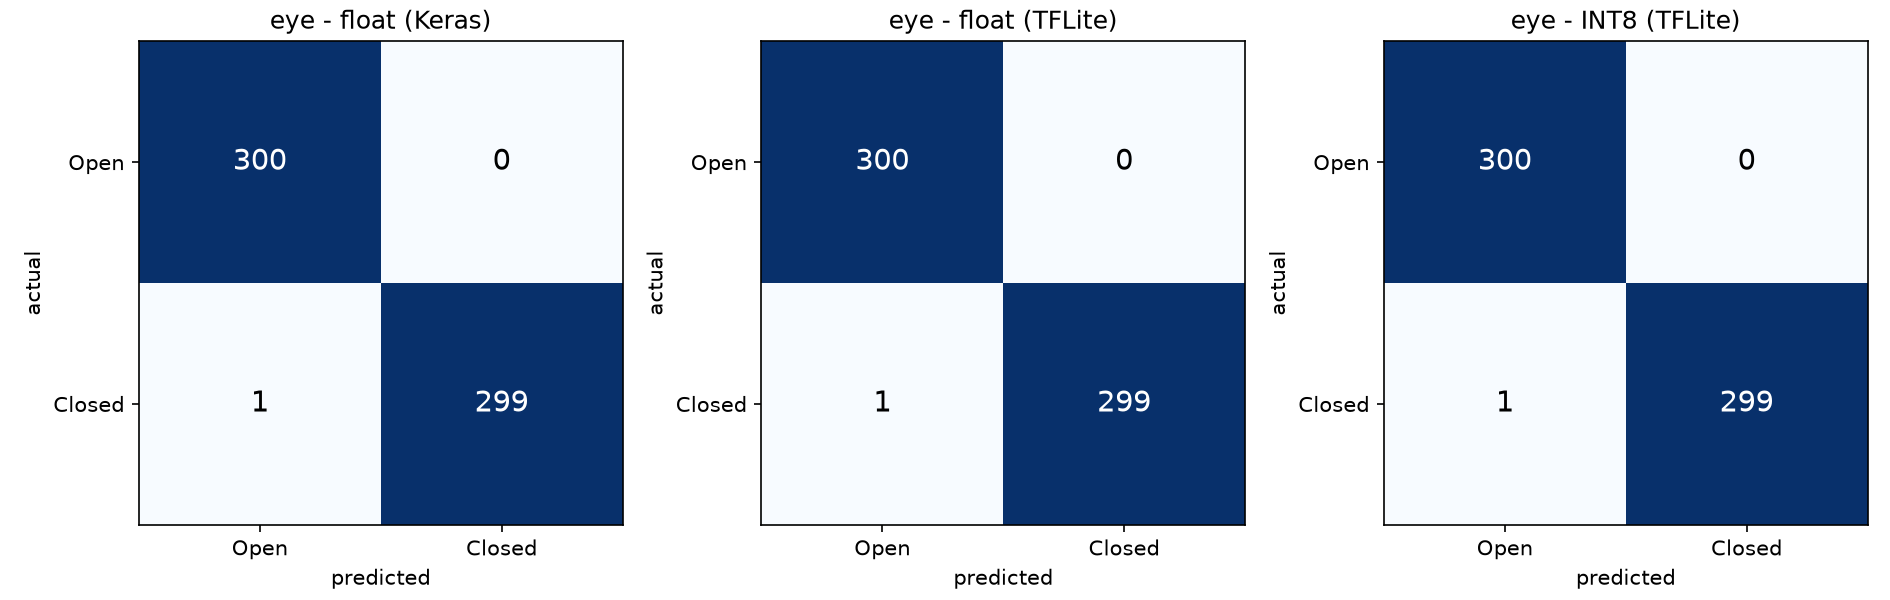 eye - float (Keras)
actual
Open
300
0
Closed
1
299
Open
Closed
predicted
eye - float (TFLite)
actual
Open
300
0
Closed
1
299
Open
Closed
predicted
eye - INT8 (TFLite)
actual
Open
300
0
Closed
1
299
Open
Closed
predicted